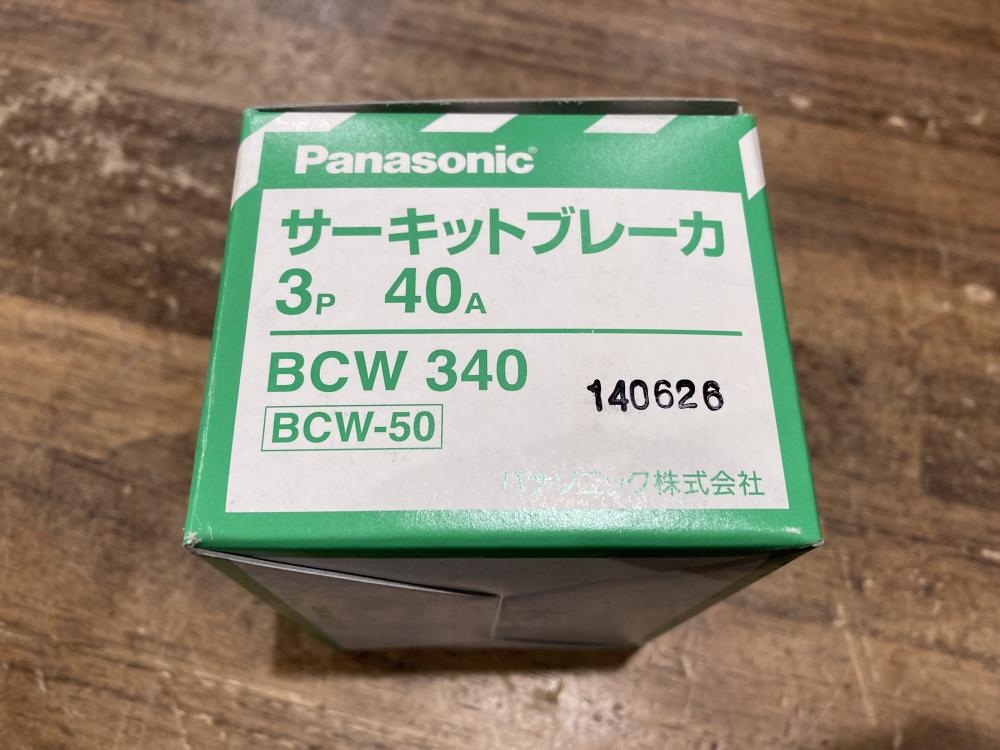 Panasonic®
サーキットブレーカ
3P 40A
BCW 340
140626
BCW-50
パナソニック株式会社